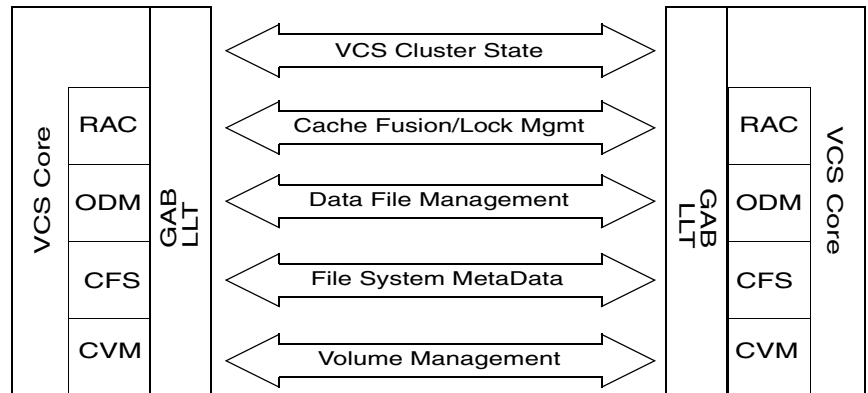 VCS Core
RAC
ODM
CFS
CVM
GAB
LLT
VCS Cluster State
Cache Fusion/Lock Mgmt
Data File Management
File System MetaData
Volume Management
GAB
LLT
RAC
ODM
CFS
CVM
VCS Core